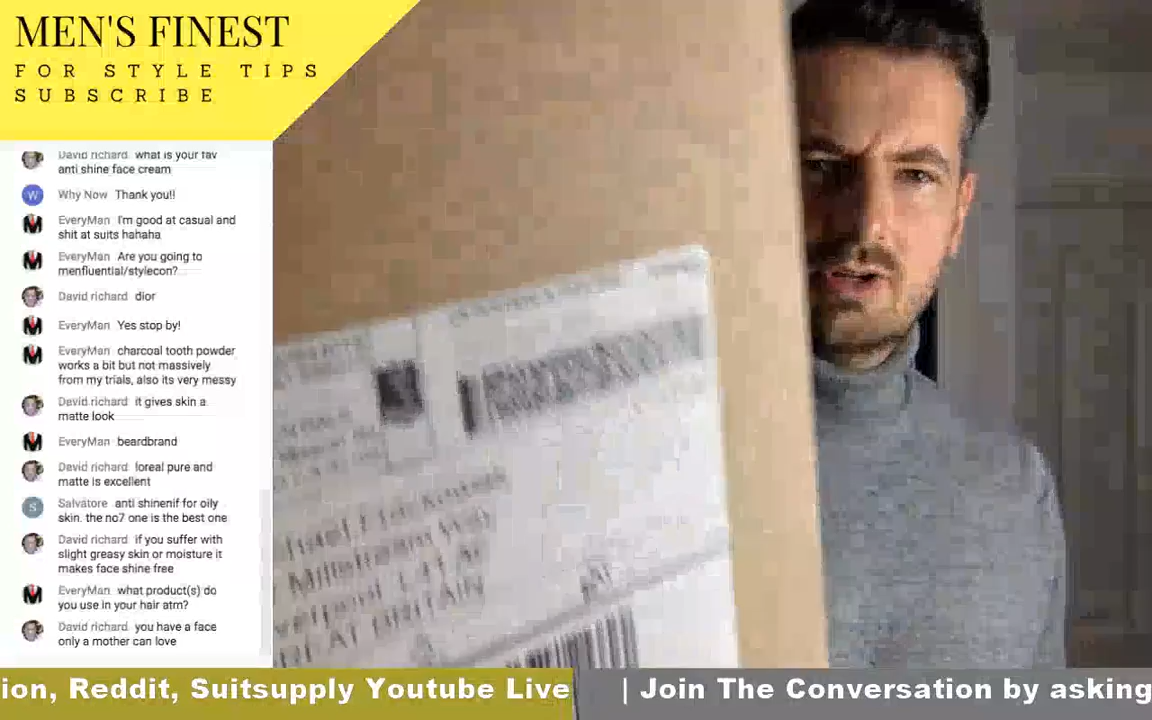 MEN'S FINEST
FOR STYLE TIPS
SUBSCRIBE
David richard what is your fav
anti shine face cream
W
Why Now Thank you!!
EveryMan I'm good at casual and
shit at suits hahaha
EveryMan Are you going to
menfluential/stylecon?
David richard dior
EveryMan Yes stop by!
EveryMan charcoal tooth powder
works a bit but not massively
from my trials, also its very messy
David richard it gives skin a
matte look
EveryMan beardbrand
David richard loreal pure and
matte is excellent
S
Salvatore anti shinenif for oily
skin. the no7 one is the best one
David richard if you suffer with
slight greasy skin or moisture it
makes face shine free
EveryMan what product(s) do
you use in your hair atm?
David richard you have a face
only a mother can love
ion, Reddit, Suitsupply Youtube Live | Join The Conversation by asking